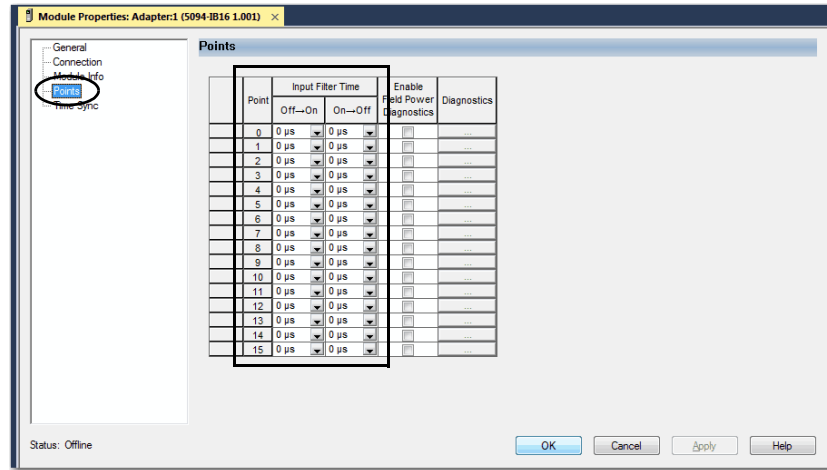 Module Properties: Adapter:1 (5094-IB16 1.001) ×
General
Connection
Module Info
Points
Time Sync
Points
Point
Input Filter Time
Off→On
On→Off
Enable
Field Power
Diagnostics
Diagnostics
0 0 µs 0 µs ...
1 0 µs 0 µs ...
2 0 µs 0 µs ...
3 0 µs 0 µs ...
4 0 µs 0 µs ...
5 0 µs 0 µs ...
6 0 µs 0 µs ...
7 0 µs 0 µs ...
8 0 µs 0 µs ...
9 0 µs 0 µs ...
10 0 µs 0 µs ...
11 0 µs 0 µs ...
12 0 µs 0 µs ...
13 0 µs 0 µs ...
14 0 µs 0 µs ...
15 0 µs 0 µs ...
Status: Offline
OK Cancel Apply Help